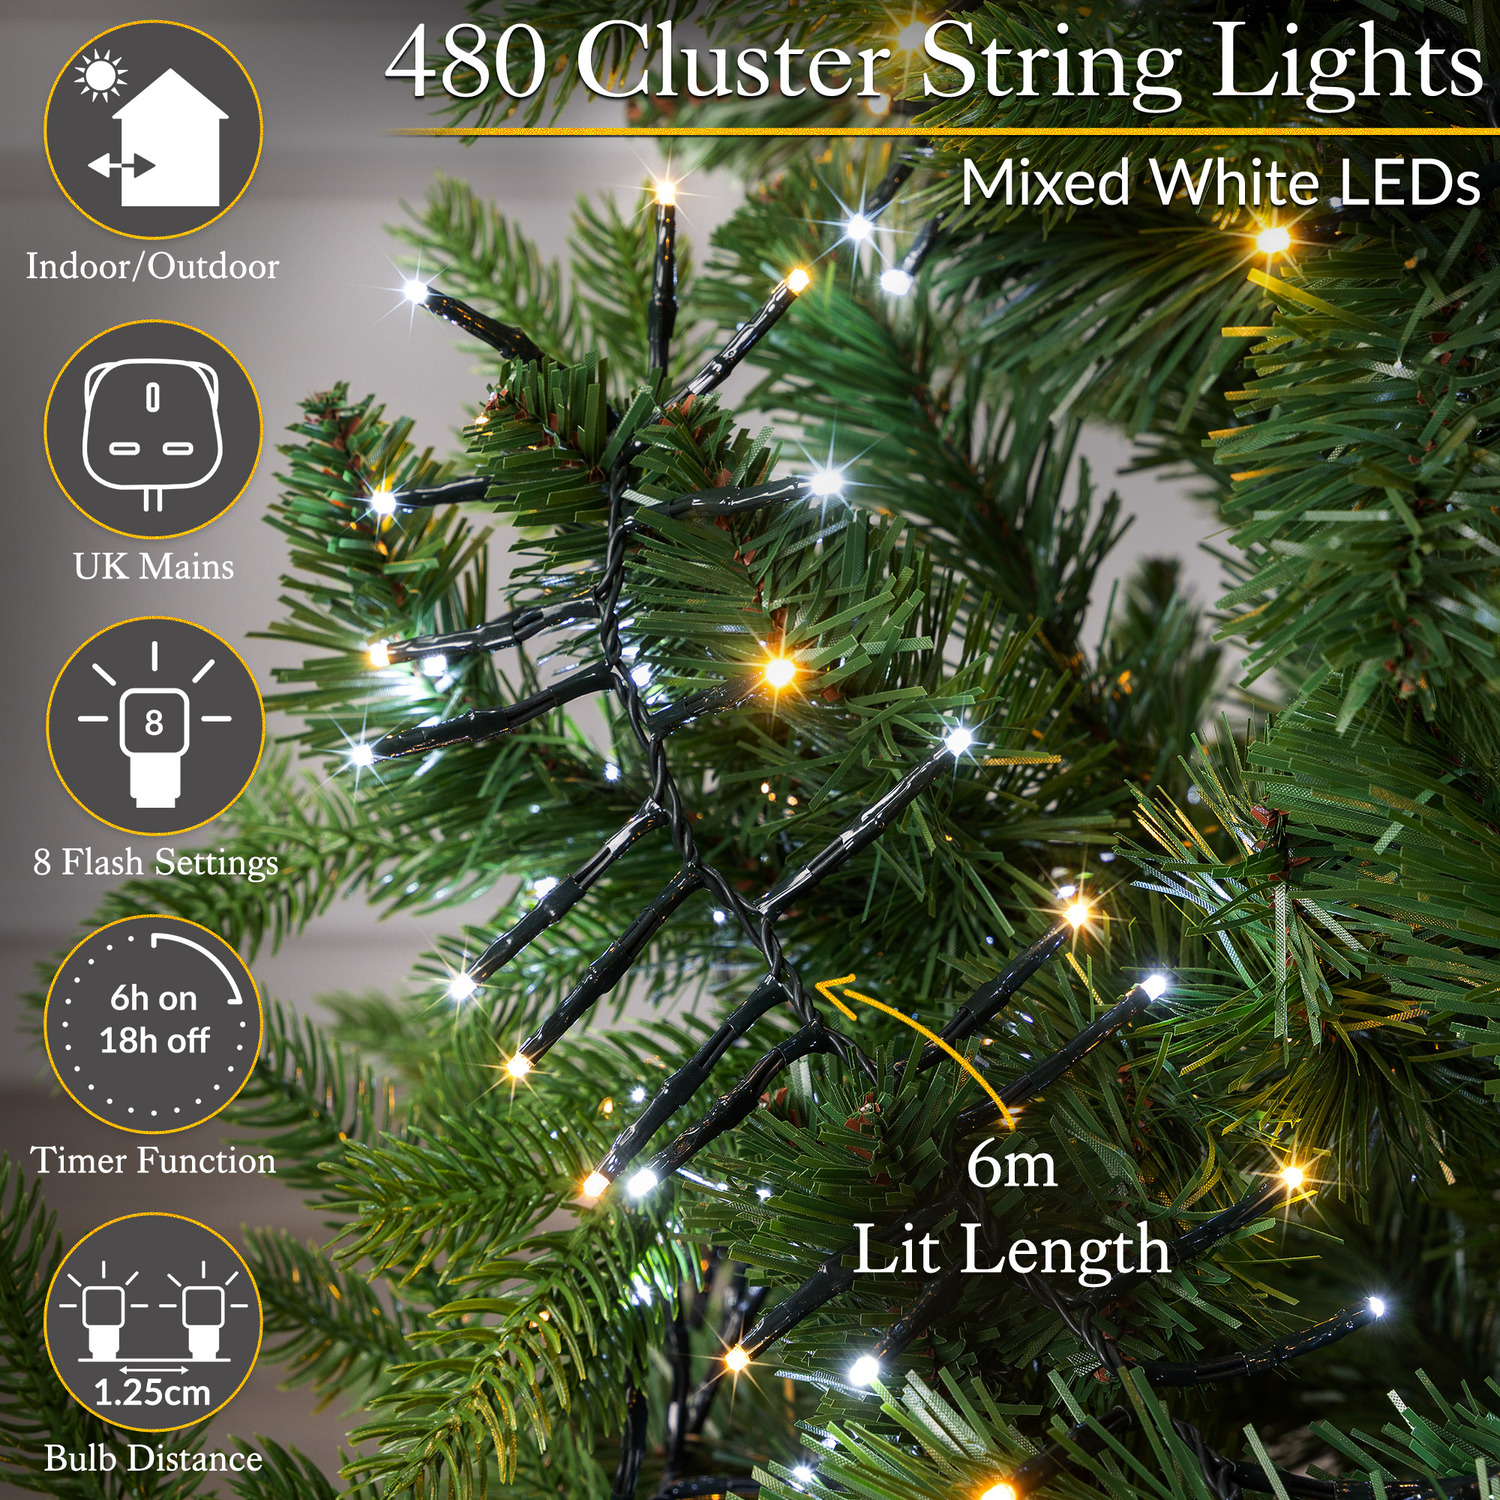 480 Cluster String Lights
Mixed White LEDs
Indoor/Outdoor
UK Mains
8
8 Flash Settings
6h on
18h off
Timer Function
1.25cm
Bulb Distance
6m
Lit Length